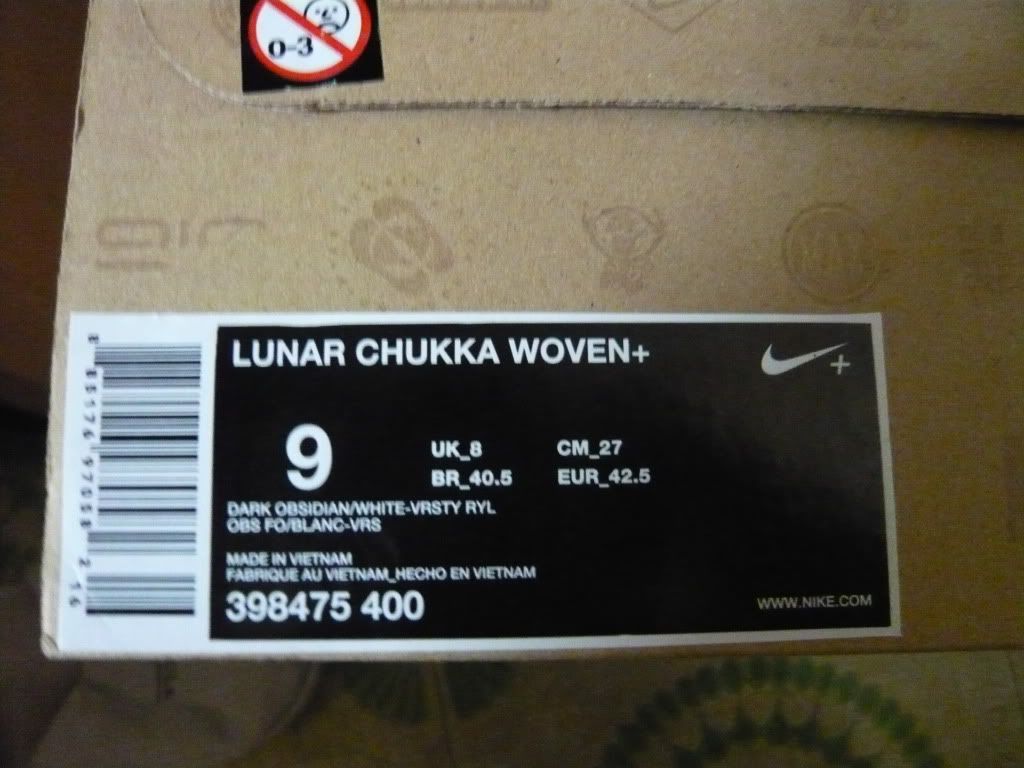 0-3
air
LUNAR CHUKKA WOVEN+
9
UK_8 CM_27
BR_40.5 EUR_42.5
DARK OBSIDIAN/WHITE-VRSTY RYL
OBS FO/BLANC-VRS
MADE IN VIETNAM
FABRIQUE AU VIETNAM_HECHO EN VIETNAM
398475 400
WWW.NIKE.COM